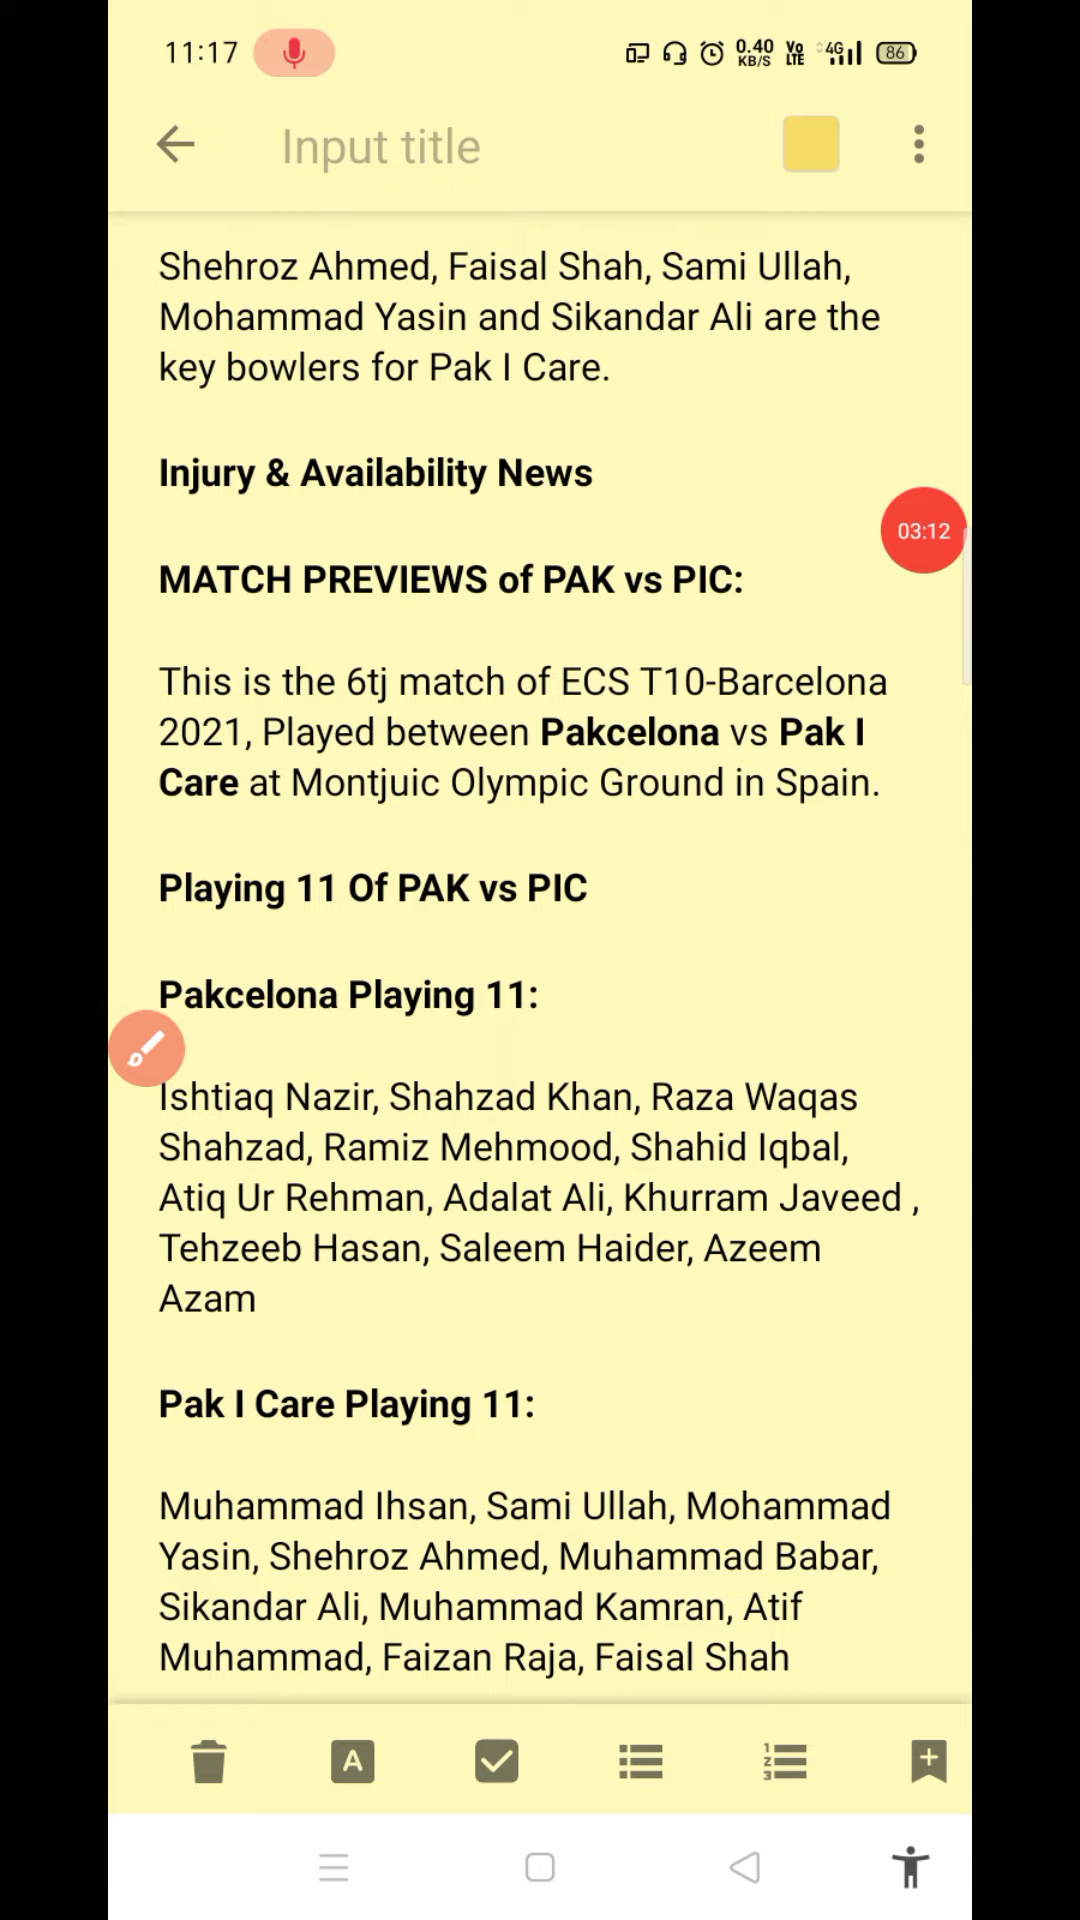 11:17
0.40 KB/S Vo LTE 4G 86
Input title
Shehroz Ahmed, Faisal Shah, Sami Ullah,
Mohammad Yasin and Sikandar Ali are the
key bowlers for Pak I Care.
Injury & Availability News
03:12
MATCH PREVIEWS of PAK vs PIC:
This is the 6tj match of ECS T10-Barcelona
2021, Played between Pakcelona vs Pak I
Care at Montjuic Olympic Ground in Spain.
Playing 11 Of PAK vs PIC
Pakcelona Playing 11:
Ishtiaq Nazir, Shahzad Khan, Raza Waqas
Shahzad, Ramiz Mehmood, Shahid Iqbal,
Atiq Ur Rehman, Adalat Ali, Khurram Javeed ,
Tehzeeb Hasan, Saleem Haider, Azeem
Azam
Pak I Care Playing 11:
Muhammad Ihsan, Sami Ullah, Mohammad
Yasin, Shehroz Ahmed, Muhammad Babar,
Sikandar Ali, Muhammad Kamran, Atif
Muhammad, Faizan Raja, Faisal Shah
A